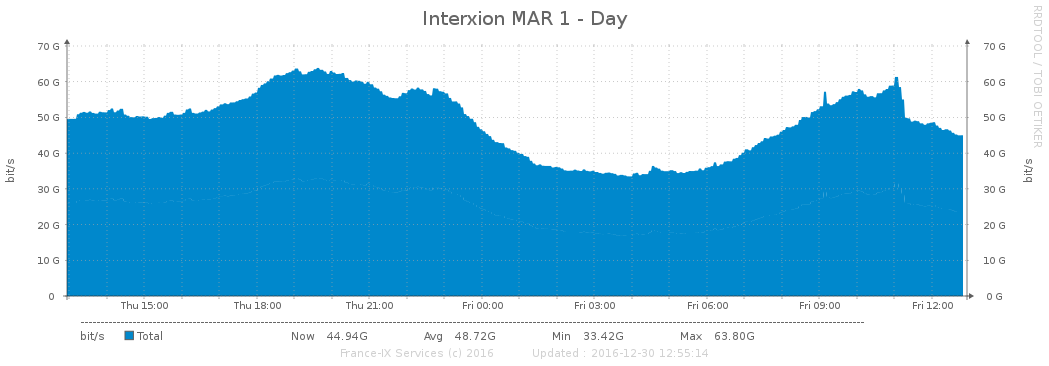 Interxion MAR 1 - Day
RRDTOOL / TOBI OETIKER
bit/s
70 G 70 G
60 G 60 G
50 G 50 G
40 G 40 G
30 G 30 G
20 G 20 G
10 G 10 G
0 0 G
bit/s
Thu 15:00 Thu 18:00 Thu 21:00 Fri 00:00 Fri 03:00 Fri 06:00 Fri 09:00 Fri 12:00
bit/s Total Now 44.94G Avg 48.72G Min 33.42G Max 63.80G
France-IX Services (c) 2016 Updated : 2016-12-30 12:55:14